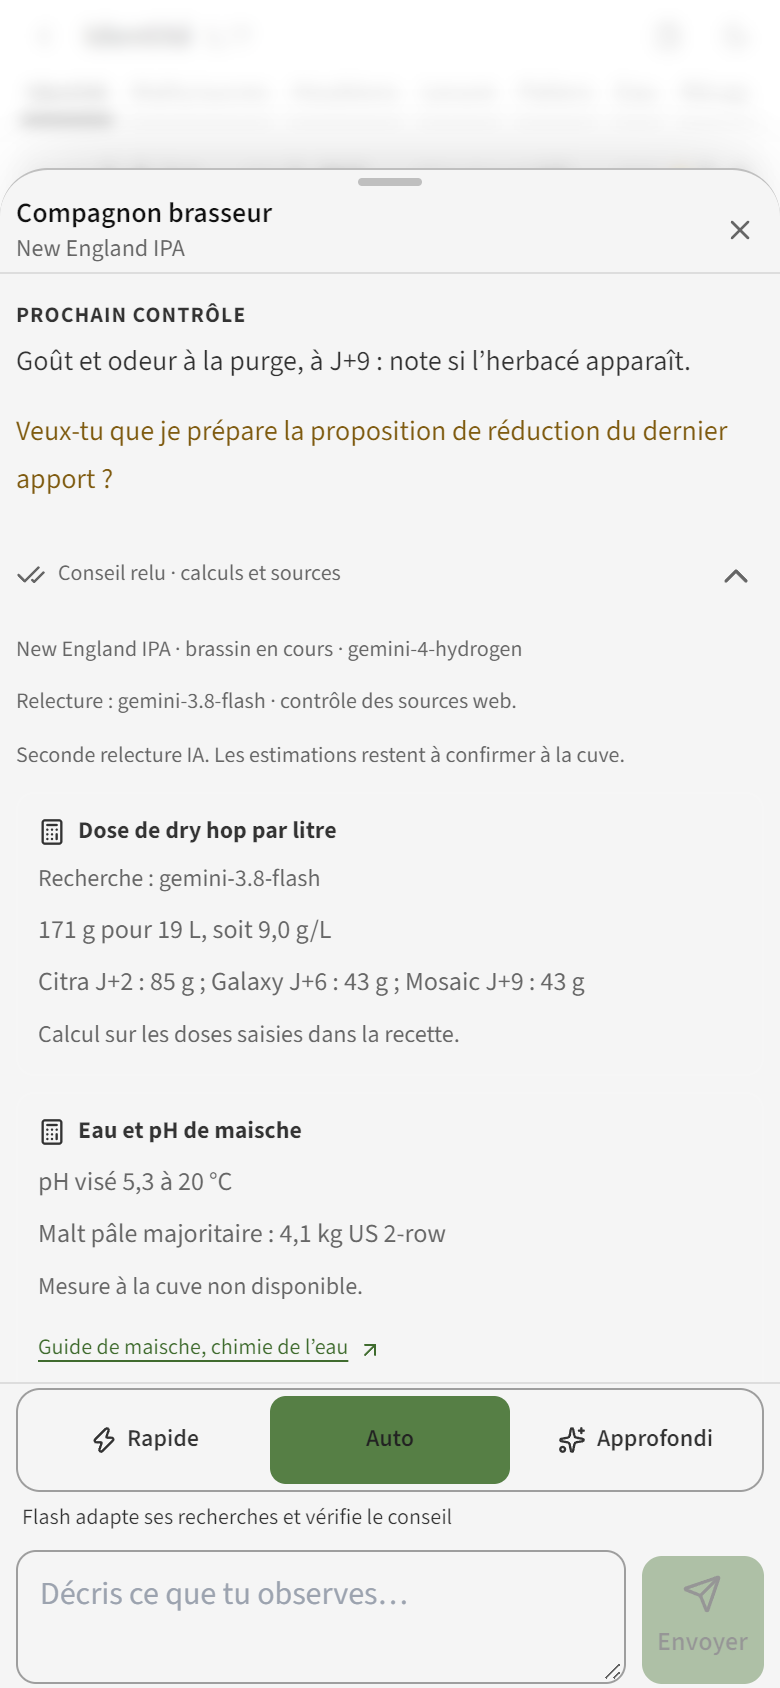 Compagnon brasseur
New England IPA
PROCHAIN CONTRÔLE
Goût et odeur à la purge, à J+9 : note si l’herbacé apparaît.
Veux-tu que je prépare la proposition de réduction du dernier
apport ?
Conseil relu · calculs et sources
New England IPA · brassin en cours · gemini-4-hydrogen
Relecture : gemini-3.8-flash · contrôle des sources web.
Seconde relecture IA. Les estimations restent à confirmer à la cuve.
Dose de dry hop par litre
Recherche : gemini-3.8-flash
171 g pour 19 L, soit 9,0 g/L
Citra J+2 : 85 g ; Galaxy J+6 : 43 g ; Mosaic J+9 : 43 g
Calcul sur les doses saisies dans la recette.
Eau et pH de maische
pH visé 5,3 à 20 °C
Malt pâle majoritaire : 4,1 kg US 2-row
Mesure à la cuve non disponible.
Guide de maische, chimie de l’eau
Rapide Auto Approfondi
Flash adapte ses recherches et vérifie le conseil
Décris ce que tu observes…
Envoyer